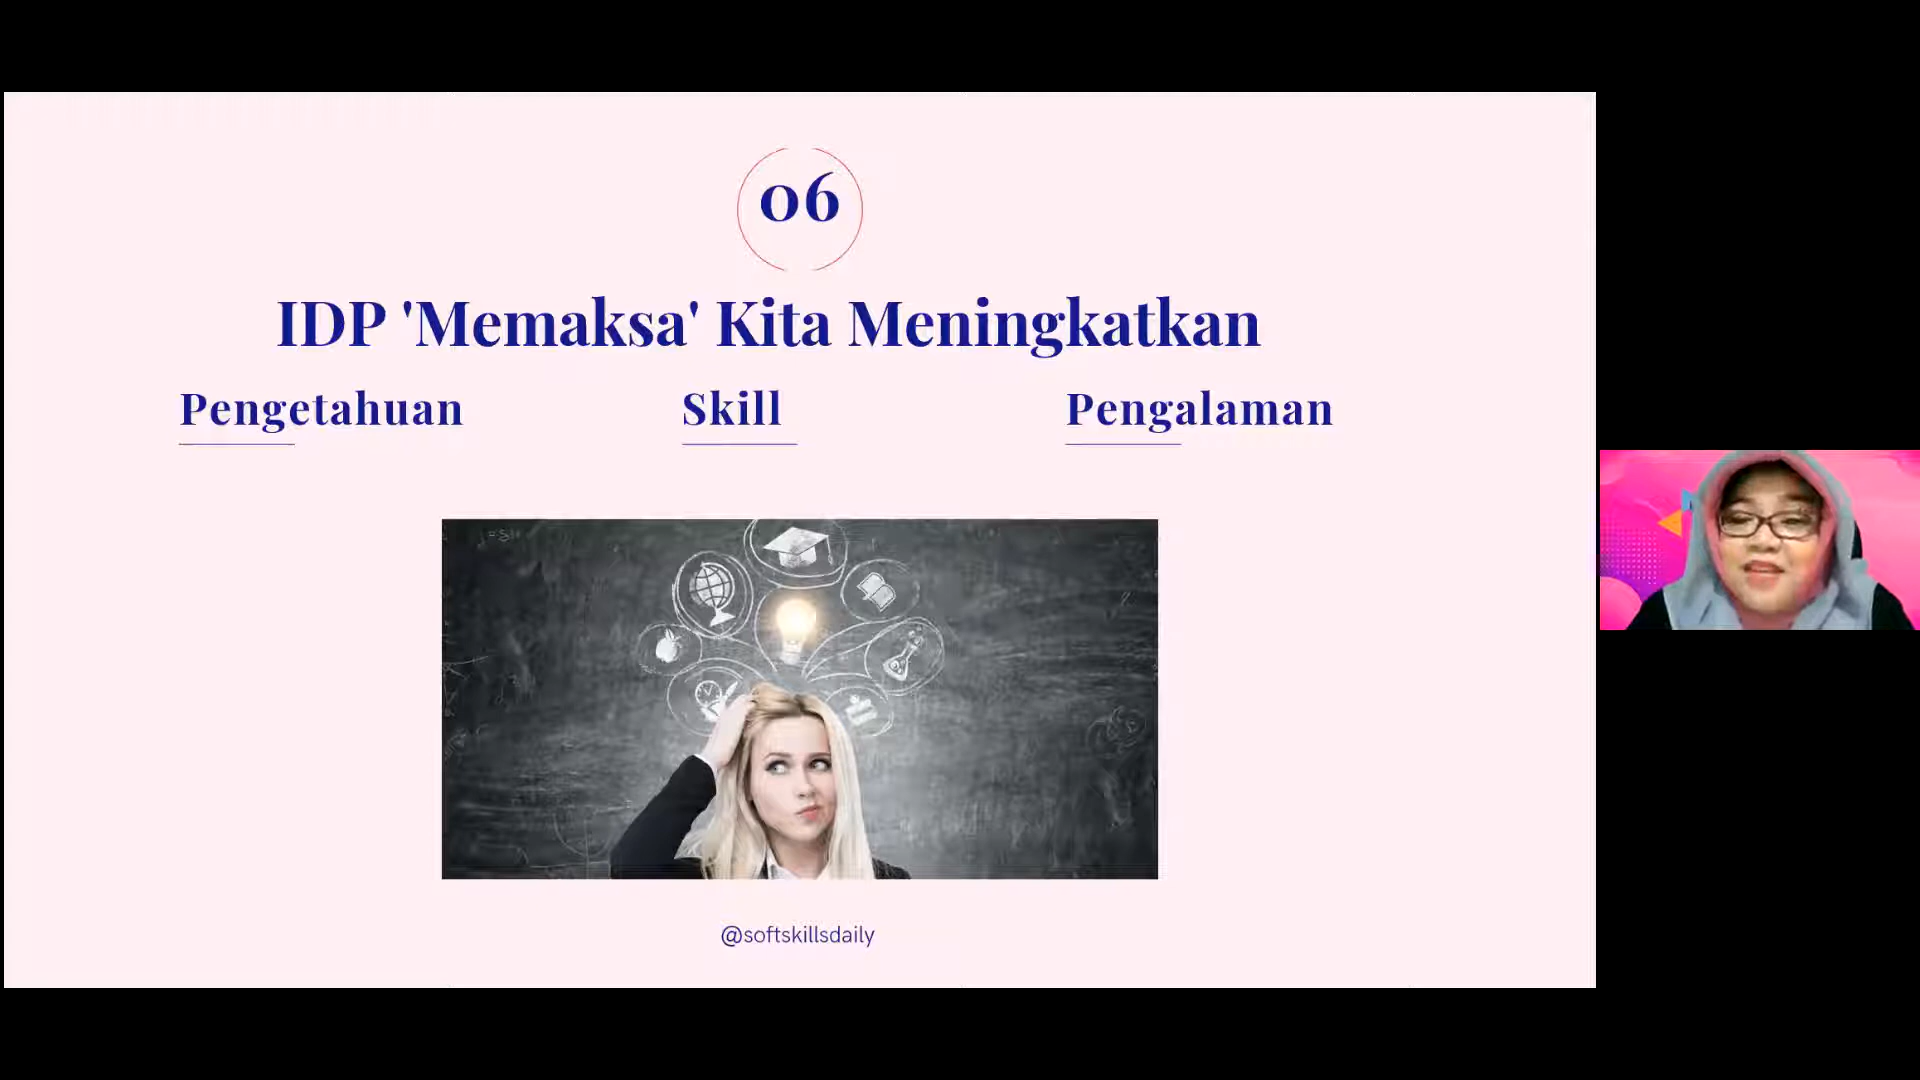 06
IDP 'Memaksa' Kita Meningkatkan
Pengetahuan
Skill
Pengalaman
@softskillsdaily